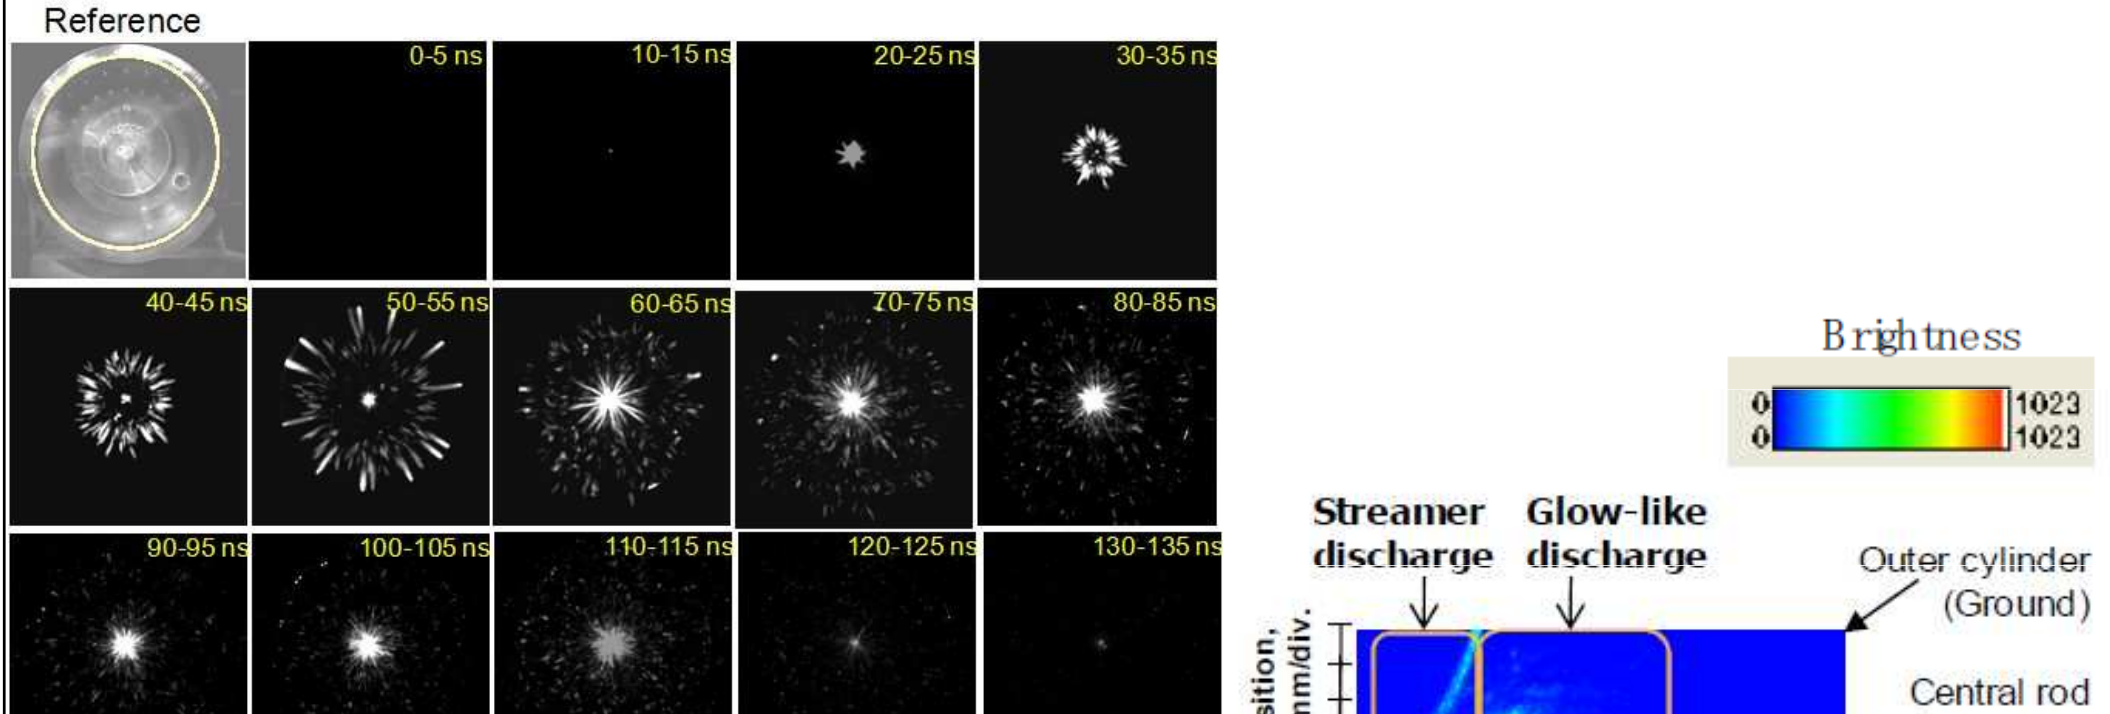 Reference
0-5 ns
10-15 ns
20-25 ns
30-35 ns
40-45 ns
50-55 ns
60-65 ns
70-75 ns
80-85 ns
90-95 ns
100-105 ns
110-115 ns
120-125 ns
130-135 ns
Brightness
0 1023
0 1023
Streamer
discharge
Glow-like
discharge
Outer cylinder
(Ground)
Central rod